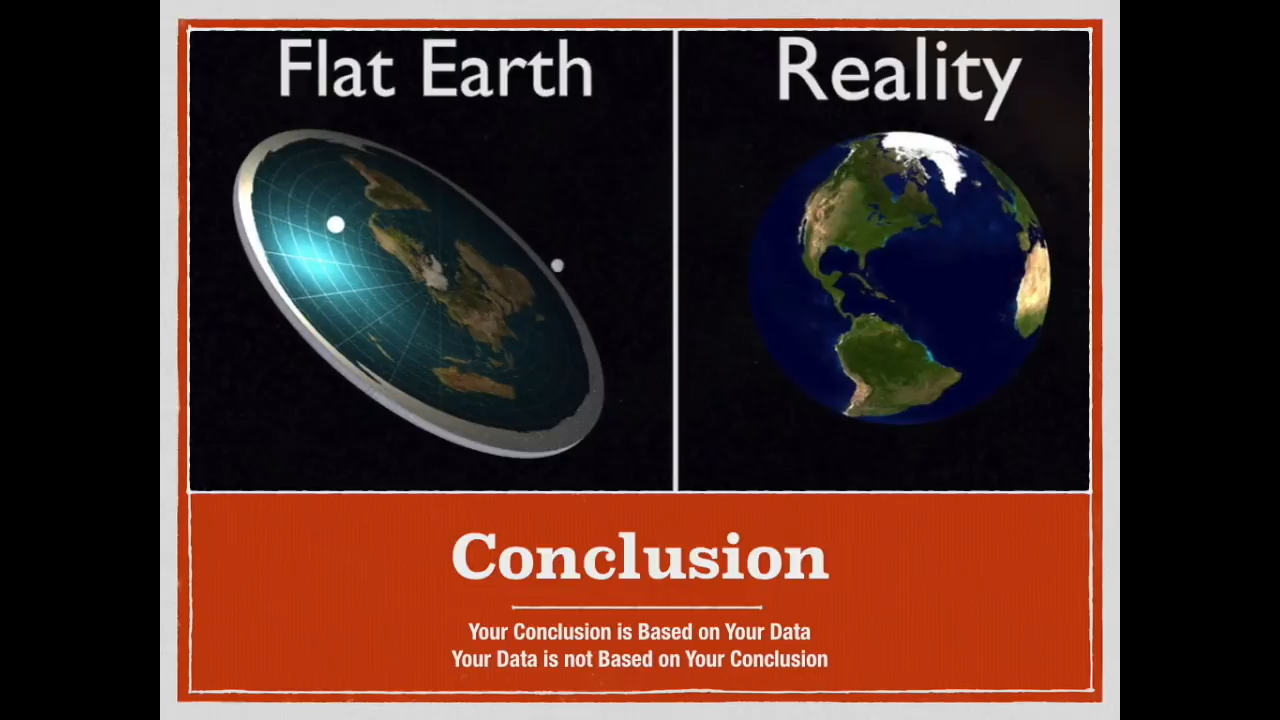 Flat Earth
Reality
Conclusion
Your Conclusion is Based on Your Data
Your Data is not Based on Your Conclusion